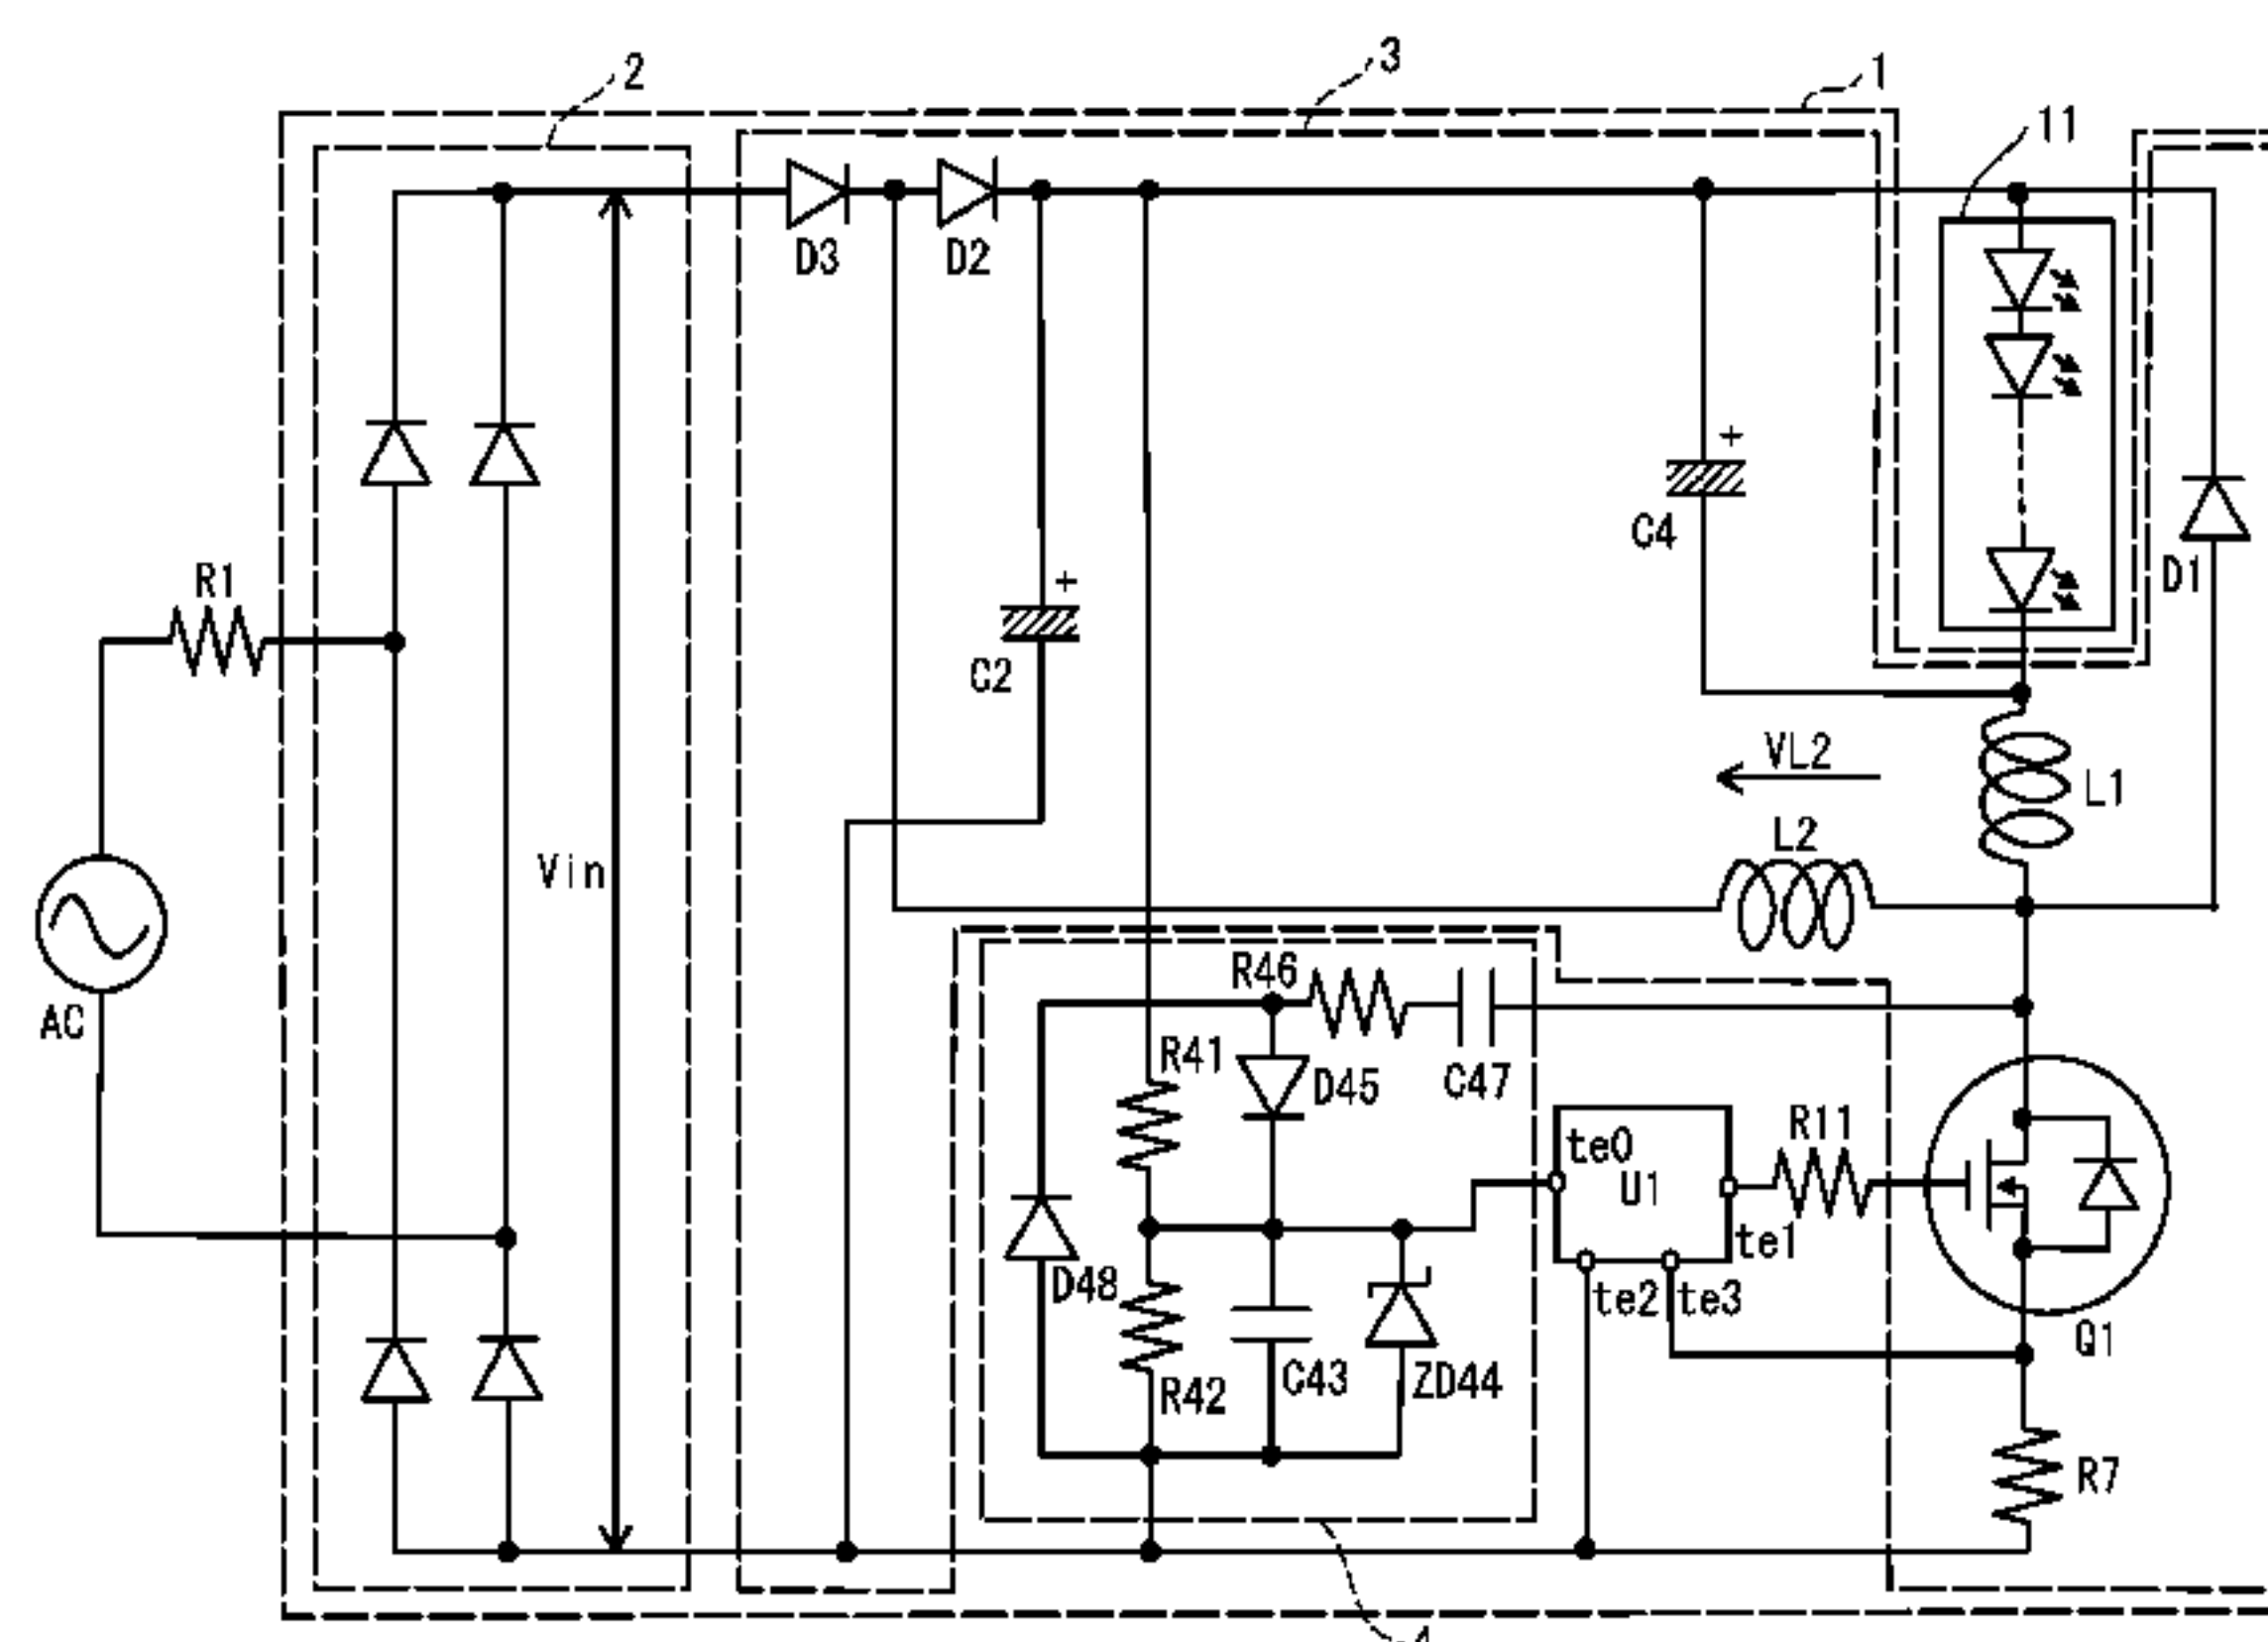 2
3
1
11
D3
D2
+
C4
D1
R1
+
C2
VL2
L1
L2
Vin
AC
R46
R41
D45
C47
R11
te0
U1
te1
D48
te2
te3
Q1
R42
C43
ZD44
R7
4